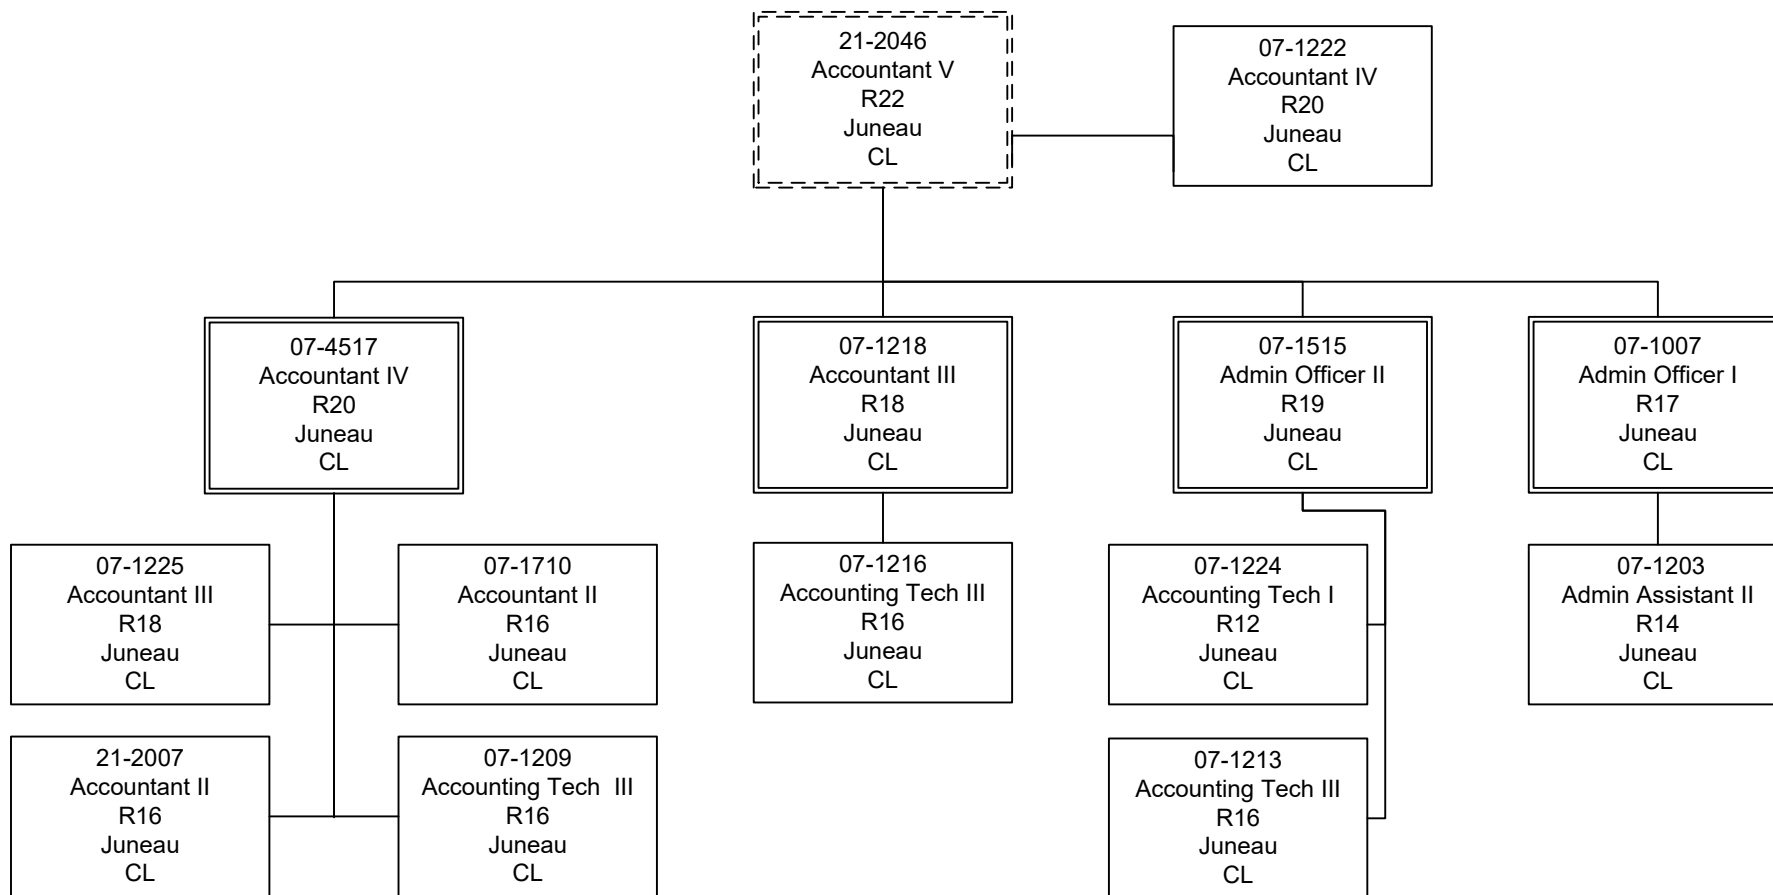 21-2046
Accountant V
R22
Juneau
CL
07-1222
Accountant IV
R20
Juneau
CL
07-4517
Accountant IV
R20
Juneau
CL
07-1218
Accountant III
R18
Juneau
CL
07-1515
Admin Officer II
R19
Juneau
CL
07-1007
Admin Officer I
R17
Juneau
CL
07-1225
Accountant III
R18
Juneau
CL
07-1710
Accountant II
R16
Juneau
CL
07-1216
Accounting Tech III
R16
Juneau
CL
07-1224
Accounting Tech I
R12
Juneau
CL
07-1203
Admin Assistant II
R14
Juneau
CL
21-2007
Accountant II
R16
Juneau
CL
07-1209
Accounting Tech  III
R16
Juneau
CL
07-1213
Accounting Tech III
R16
Juneau
CL